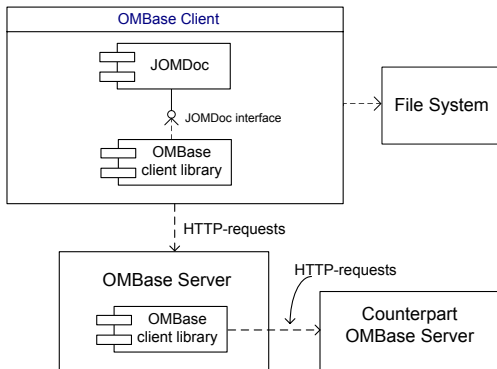 OMBase Client
JOMDoc
JOMDoc interface
OMBase
client library
File System
HTTP-requests
OMBase Server
HTTP-requests
OMBase
client library
Counterpart
OMBase Server